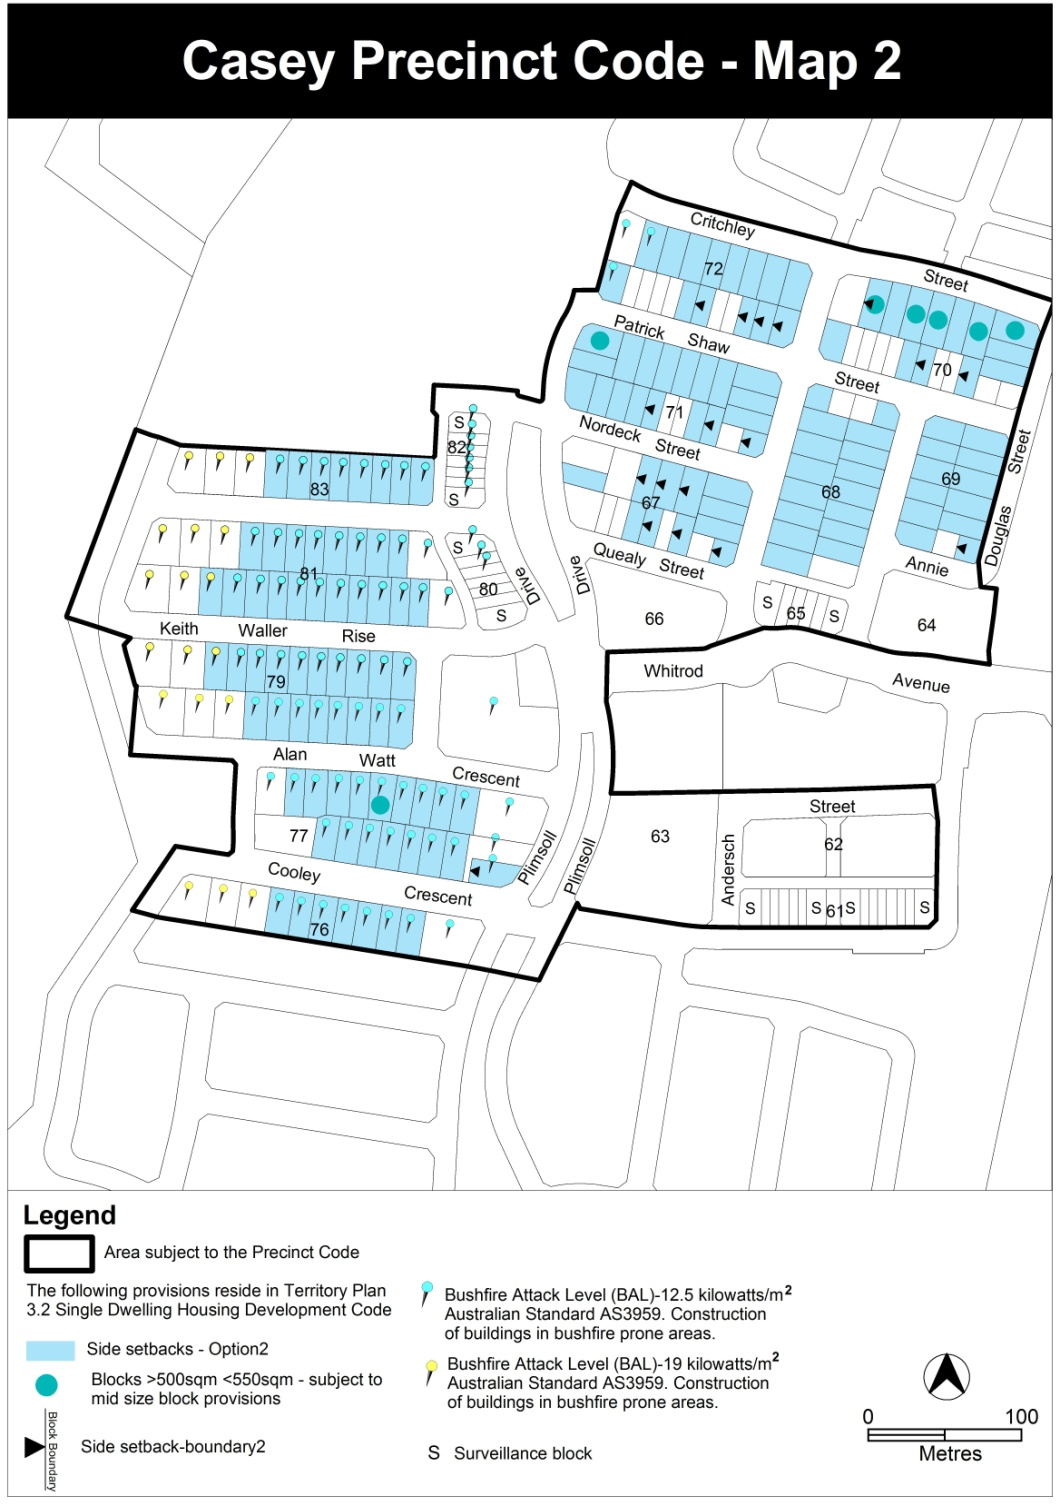 Casey Precinct Code - Map 2
Critchley
Street
72
Patrick Shaw
Street
70
71
Nordeck Street
S
82
S
83
67
68
69
Douglas Street
81
S
80
S
Drive
Drive
Quealy Street
Annie
S
65
S
66
64
Keith Waller Rise
Whitrod
Avenue
79
Alan Watt
Crescent
Street
77
63
62
Plimsoll
Plimsoll
Andersch
Cooley
Crescent
S
S
61
S
S
76
Legend
Area subject to the Precinct Code
The following provisions reside in Territory Plan
3.2 Single Dwelling Housing Development Code
Side setbacks - Option2
Blocks >500sqm <550sqm - subject to
mid size block provisions
Block Boundary
Side setback-boundary2
Bushfire Attack Level (BAL)-12.5 kilowatts/m²
Australian Standard AS3959. Construction
of buildings in bushfire prone areas.
Bushfire Attack Level (BAL)-19 kilowatts/m²
Australian Standard AS3959. Construction
of buildings in bushfire prone areas.
S Surveillance block
0 100
Metres